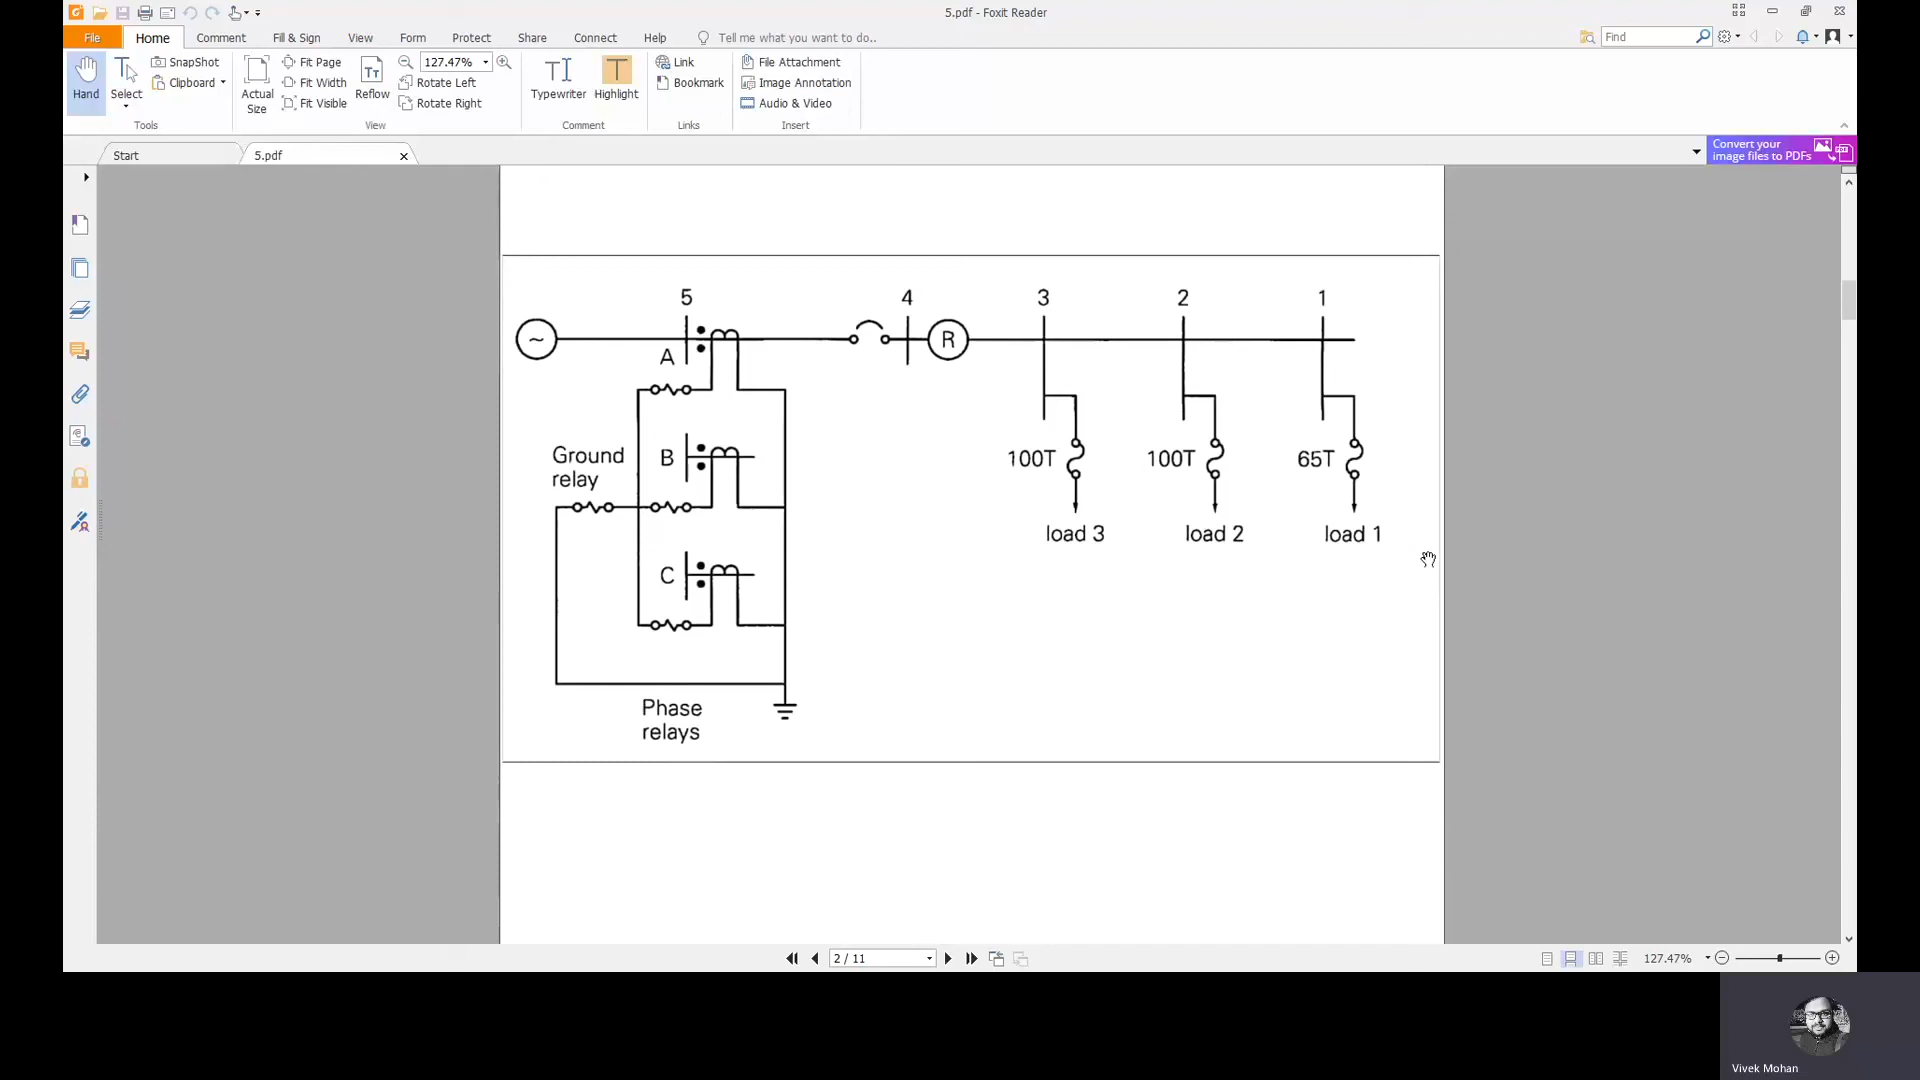 5.pdf - Foxit Reader
File Home Comment Fill & Sign View Form Protect Share Connect Help Tell me what you want to do.. Find
Hand
Select
SnapShot
Clipboard
Tools
Actual
Size
Fit Page
Fit Width
Fit Visible
Reflow
127.47%
Rotate Left
Rotate Right
View
Typewriter
Highlight
Comment
Link
Bookmark
Links
File Attachment
Image Annotation
Audio & Video
Insert
Start 5.pdf
Convert your
image files to PDFs
5 4 3 2 1
~ R
A
Ground
relay
B
100T 100T 65T
load 3 load 2 load 1
C
Phase
relays
2 / 11
127.47%
Vivek Mohan